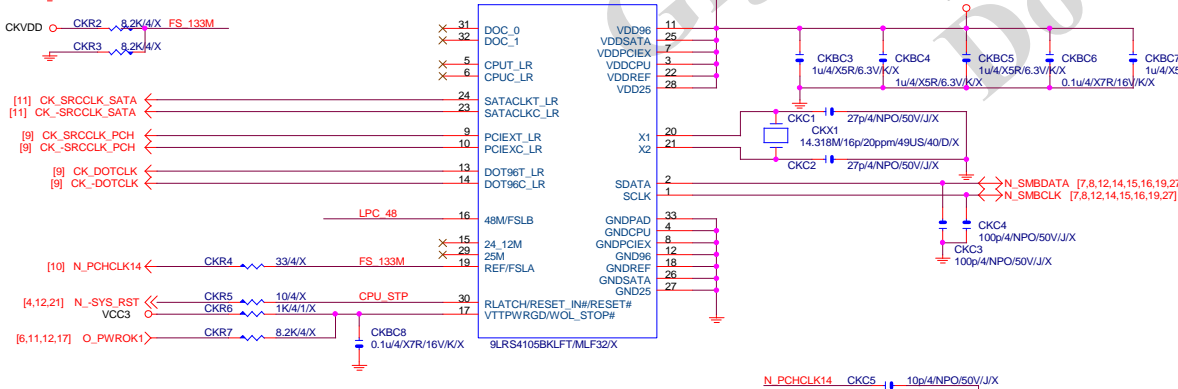 CKVDD CKR2 8.2K/4/X FS_133M
CKR3 8.2K/4/X
31 DOC_0
32 DOC_1
5 CPUT_LR
6 CPUC_LR
[11] CK_SRCCLK_SATA 24 SATACLKT_LR
[11] CK_-SRCCLK_SATA 23 SATACLKC_LR
[9] CK_SRCCLK_PCH 9 PCIEXT_LR
[9] CK_-SRCCLK_PCH 10 PCIEXC_LR
[9] CK_DOTCLK 13 DOT96T_LR
[9] CK_-DOTCLK 14 DOT96C_LR
LPC_48 16 48M/FSLB
15 24_12M
29 25M
[10] N_PCHCLK14 CKR4 33/4/X FS_133M 19 REF/FSLA
[4,12,21] N_-SYS_RST CKR5 10/4/X CPU_STP 30 RLATCH/RESET_IN#/RESET#
VCC3 CKR6 1K/4/1/X 17 VTTPWRGD/WOL_STOP#
[6,11,12,17] O_PWROK1 CKR7 8.2K/4/X
CKBC8
0.1u/4/X7R/16V/K/X
VDD96 11
VDDSATA 25
VDDPCIEX 7
VDDCPU 3
VDDREF 22
VDD25 28
X1 20
X2 21
SDATA 2
SCLK 1
GNDPAD 33
GNDCPU 4
GNDPCIEX 8
GND96 12
GNDREF 18
GNDSATA 26
GND25 27
9LRS4105BKLFT/MLF32/X
CKBC3
1u/4/X5R/6.3V/K/X
CKBC4
1u/4/X5R/6.3V/K/X
CKBC5
1u/4/X5R/6.3V/K/X
CKBC6
0.1u/4/X7R/16V/K/X
CKBC7
1u/4/X5
CKC1 27p/4/NPO/50V/J/X
CKX1
14.318M/16p/20ppm/49US/40/D/X
CKC2 27p/4/NPO/50V/J/X
N_SMBDATA [7,8,12,14,15,16,19,27]
N_SMBCLK [7,8,12,14,15,16,19,27]
CKC4
100p/4/NPO/50V/J/X
CKC3
100p/4/NPO/50V/J/X
N_PCHCLK14 CKC5 10p/4/NPO/50V/J/X